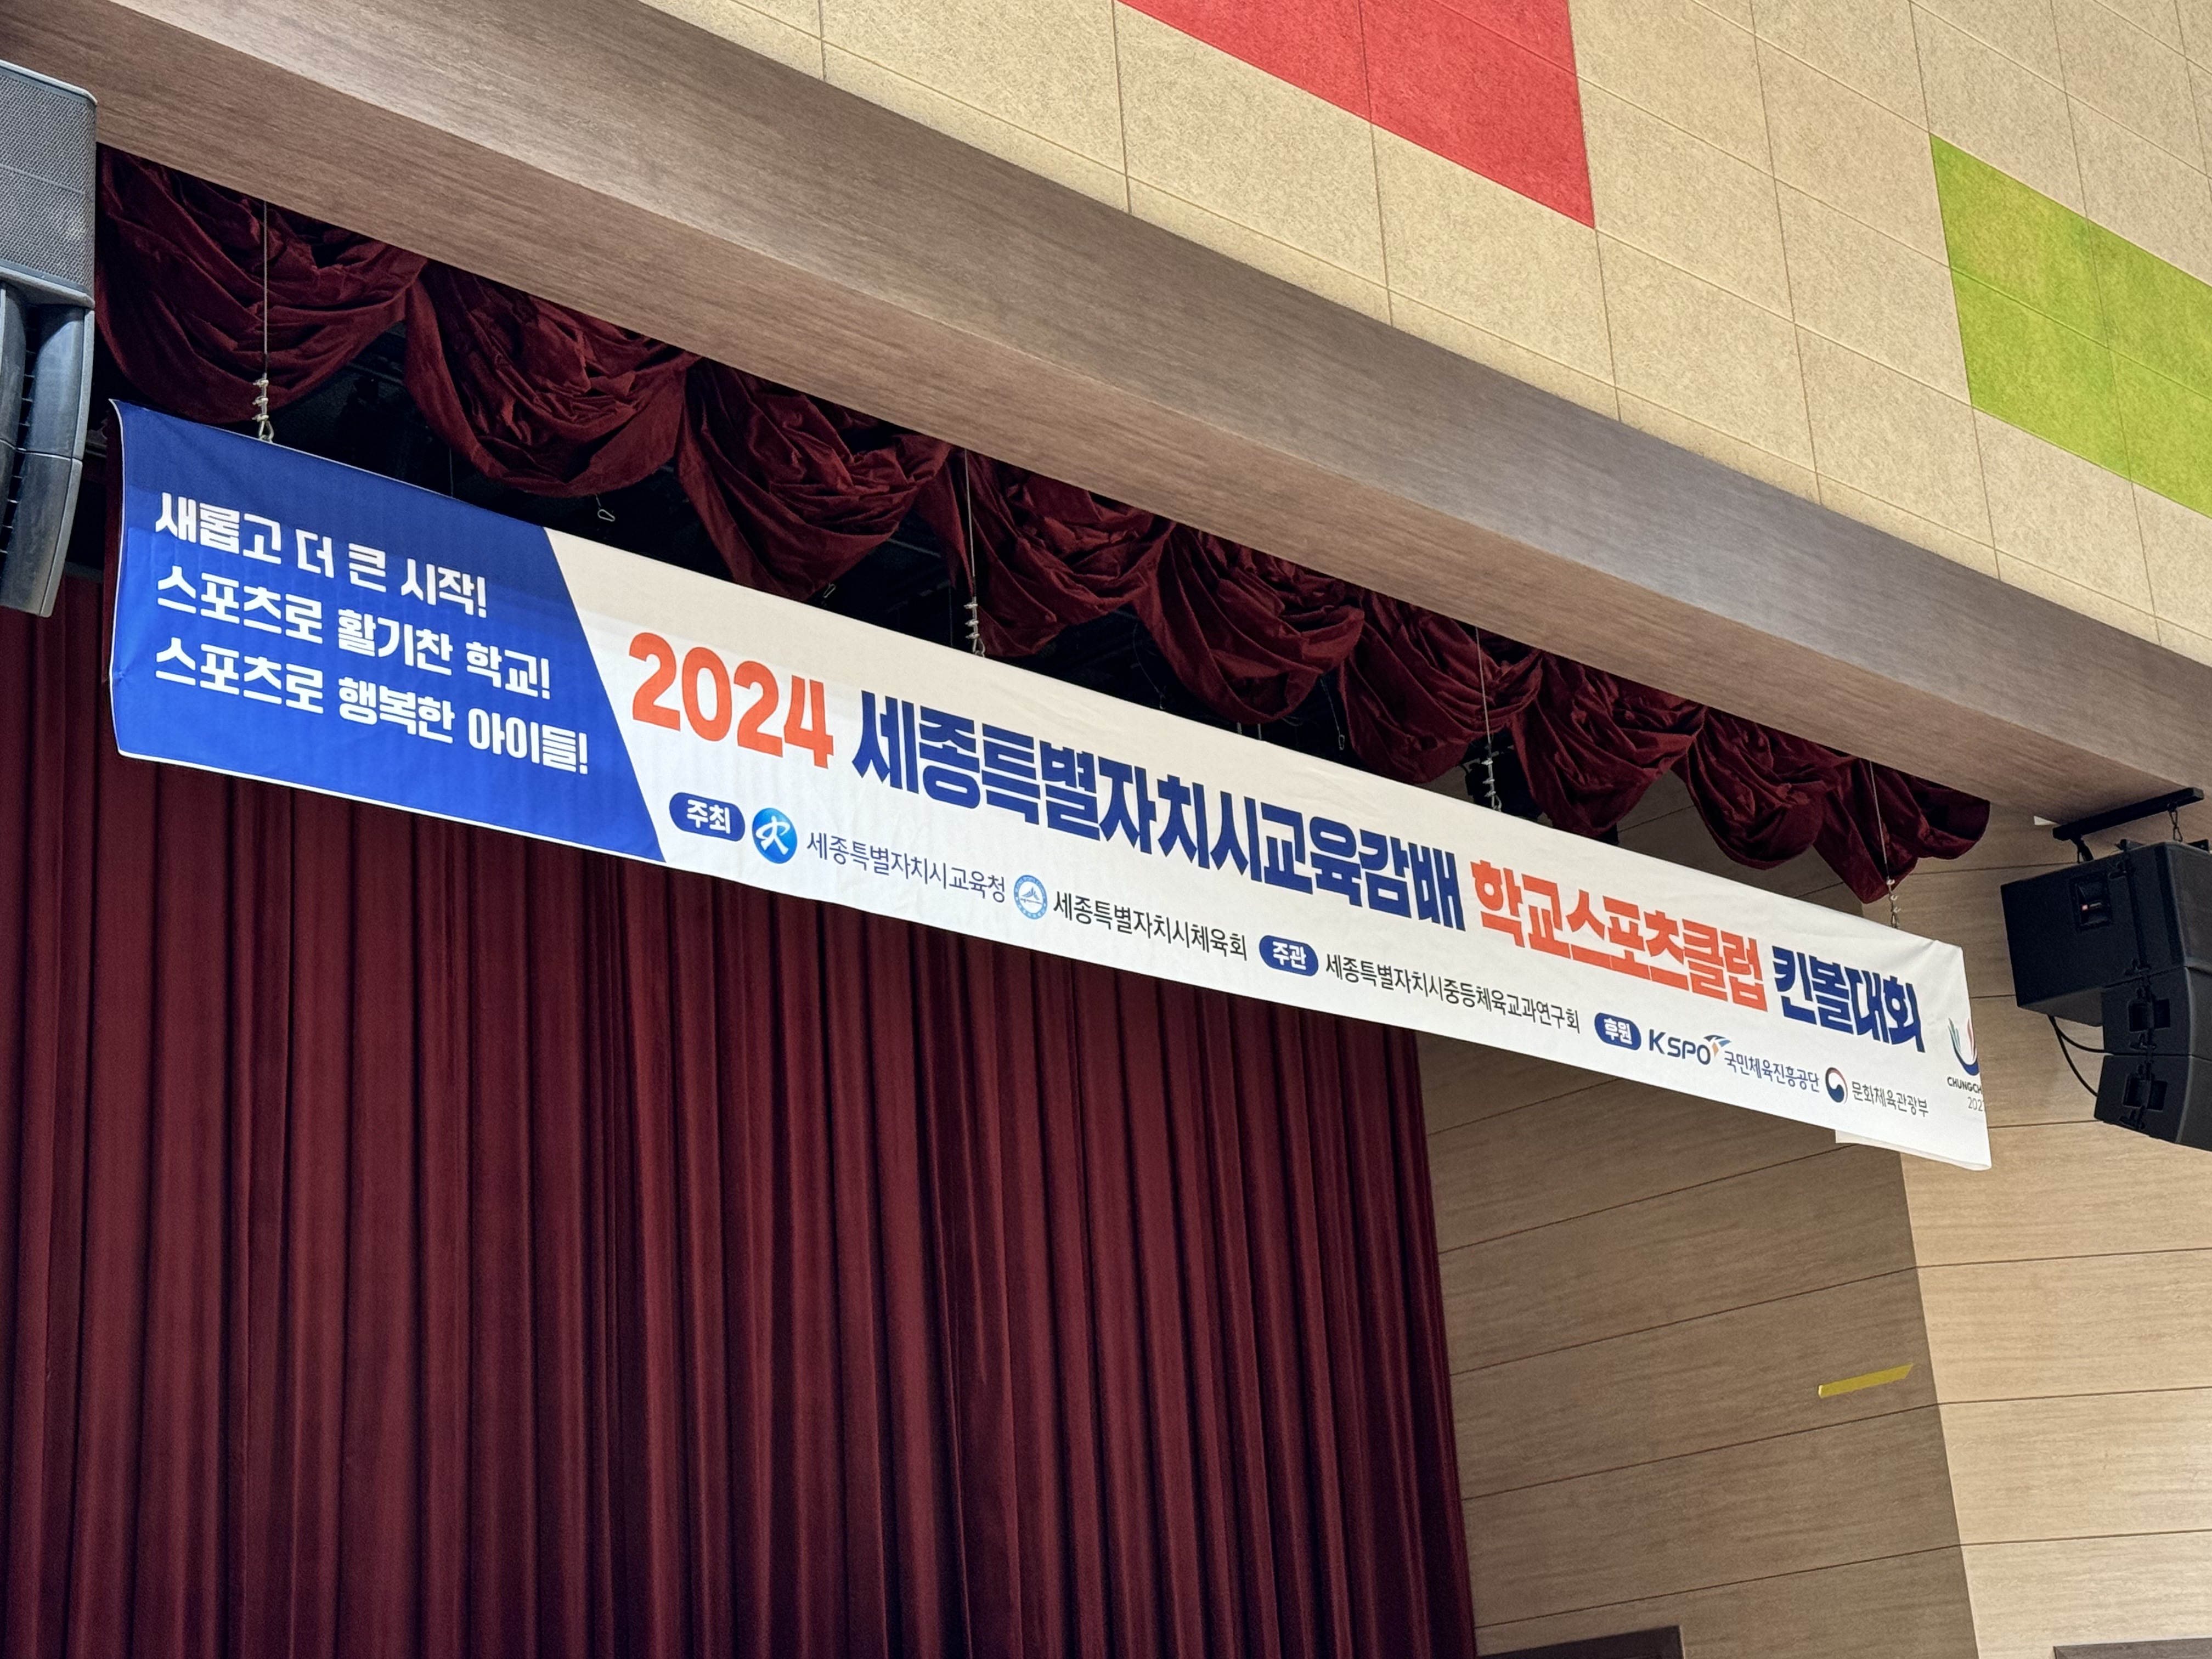 새롭고 더 큰 시작!
스포츠로 활기찬 학교!
스포츠로 행복한 아이들!
2024 세종특별자치시교육감배 학교스포츠클럽 킨볼대회
주최 세종특별자치시교육청 세종특별자치시체육회 주관 세종특별자치시중등체육교과연구회 후원 KSPO 국민체육진흥공단 문화체육관광부
CHUNGCH
202